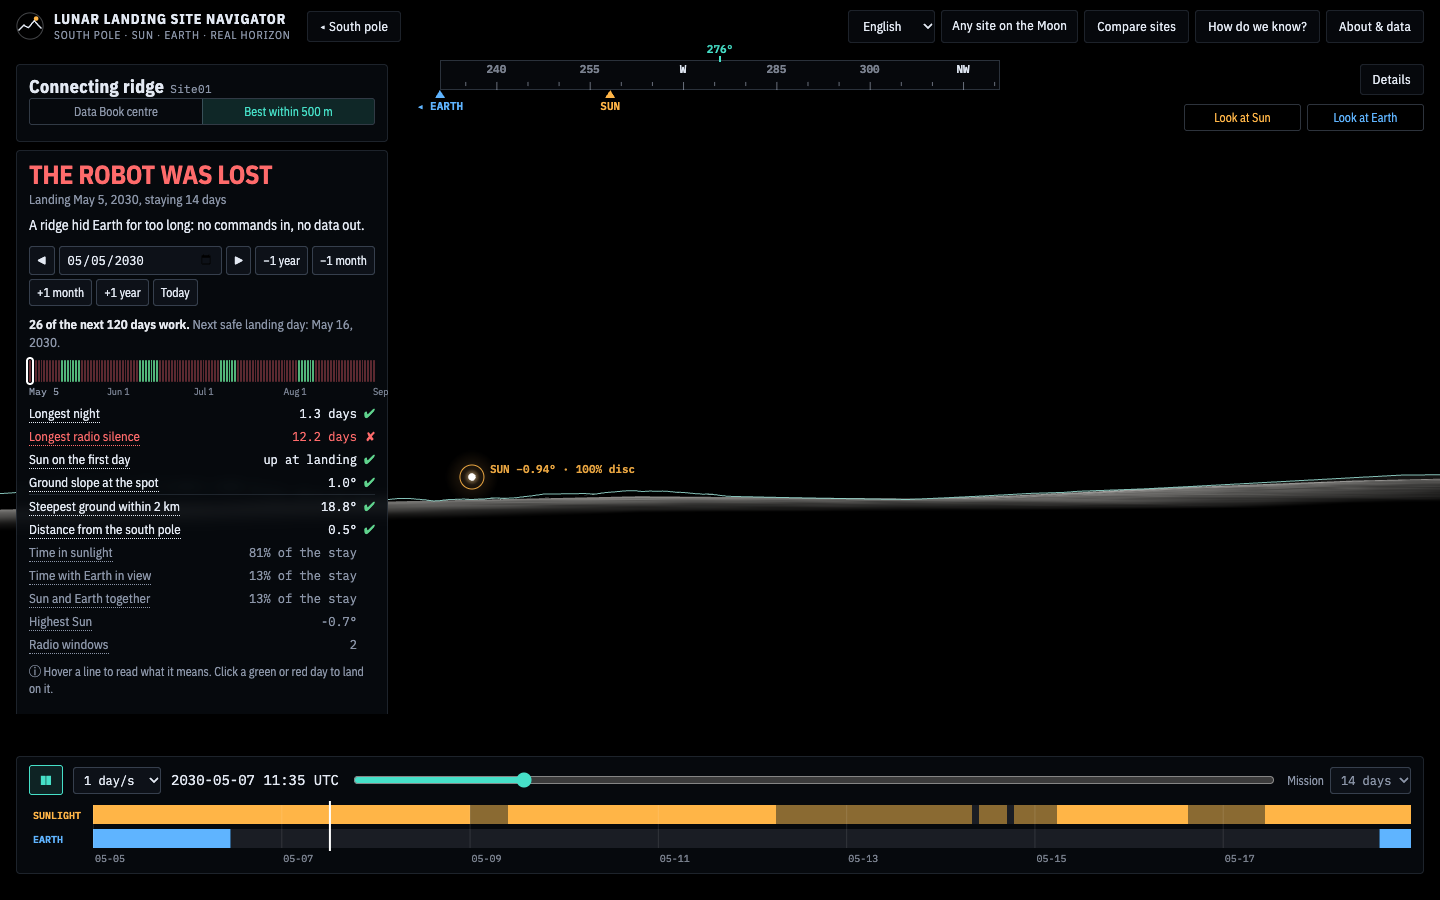 LUNAR LANDING SITE NAVIGATOR
SOUTH POLE · SUN · EARTH · REAL HORIZON
◂ South pole
English
Any site on the Moon
Compare sites
How do we know?
About & data
276°
240 255 W 285 300 NW
◂ EARTH
SUN
Details
Look at Sun
Look at Earth
Connecting ridge Site01
Data Book centre
Best within 500 m
THE ROBOT WAS LOST
Landing May 5, 2030, staying 14 days
A ridge hid Earth for too long: no commands in, no data out.
◀ 05/05/2030 ▶ −1 year −1 month
+1 month +1 year Today
26 of the next 120 days work. Next safe landing day: May 16,
2030.
May 5 Jun 1 Jul 1 Aug 1 Sep
Longest night 1.3 days ✔
Longest radio silence 12.2 days ✘
Sun on the first day up at landing ✔
Ground slope at the spot 1.0° ✔
Steepest ground within 2 km 18.8° ✔
Distance from the south pole 0.5° ✔
Time in sunlight 81% of the stay
Time with Earth in view 13% of the stay
Sun and Earth together 13% of the stay
Highest Sun -0.7°
Radio windows 2
ⓘ Hover a line to read what it means. Click a green or red day to land
on it.
SUN −0.94° · 100% disc
1 day/s 2030-05-07 11:35 UTC Mission 14 days
SUNLIGHT
EARTH
05-05 05-07 05-09 05-11 05-13 05-15 05-17